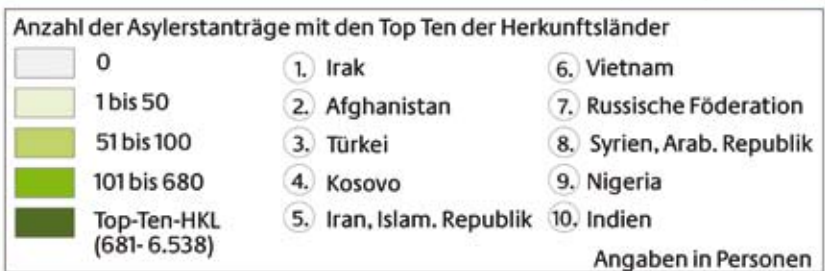 Anzahl der Asylerstanträge mit den Top Ten der Herkunftsländer
0
1 bis 50
51 bis 100
101 bis 680
Top-Ten-HKL
(681- 6.538)
1. Irak
2. Afghanistan
3. Türkei
4. Kosovo
5. Iran, Islam. Republik
6. Vietnam
7. Russische Föderation
8. Syrien, Arab. Republik
9. Nigeria
10. Indien
Angaben in Personen